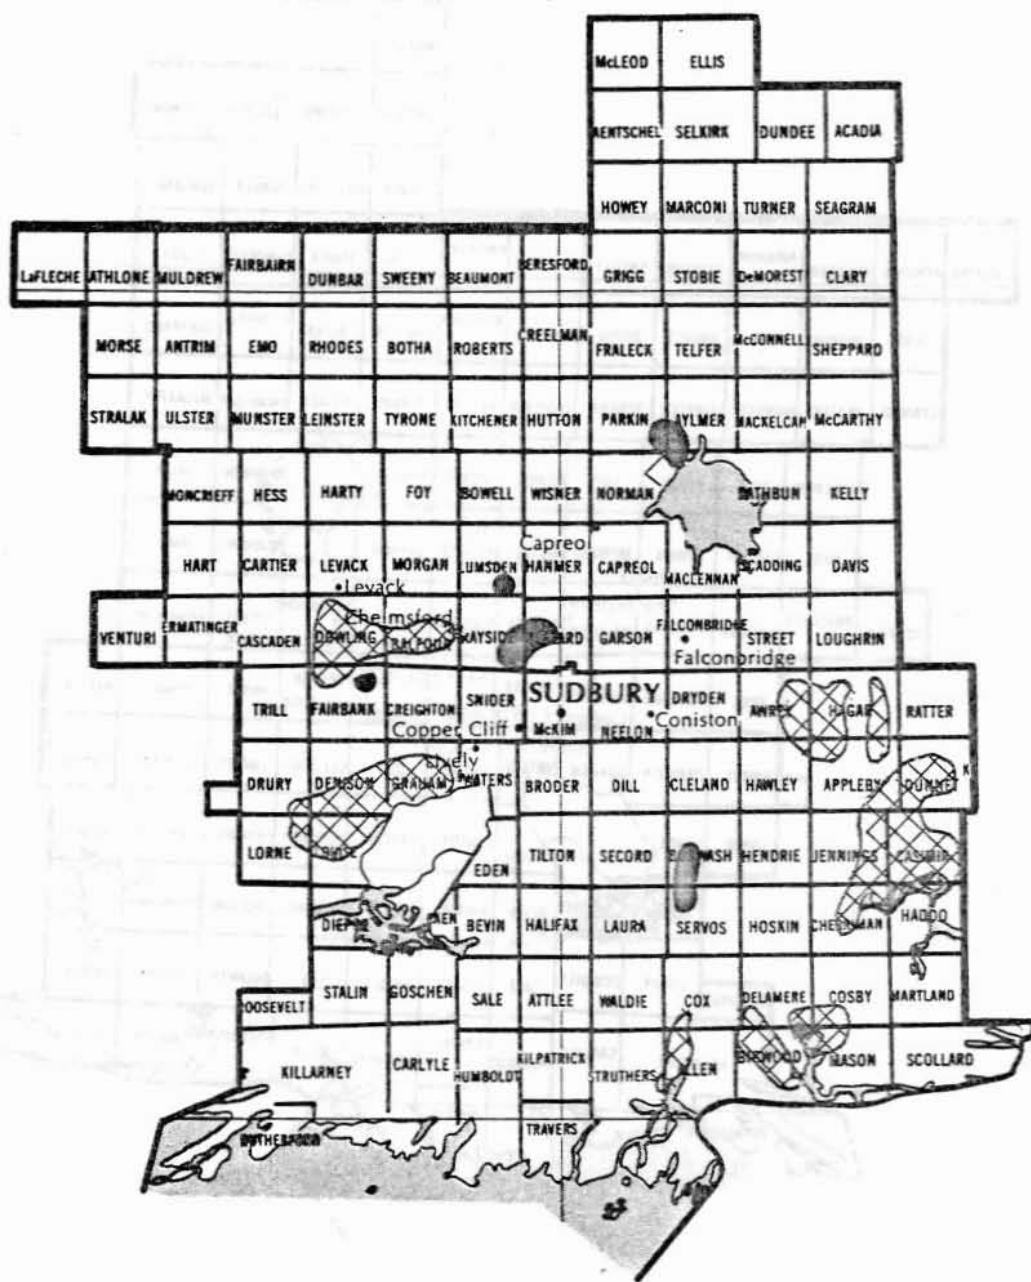 McLEOD ELLIS
SELKIRK DUNDEE ACADIA
HOWEY MARCONI TURNER SEAGRAM
LaFLECHE ATHLONE MULDREW FAIRBAIRN DUNBAR SWEENY BEAUMONT BERESFORD GRIGG STOBIE DeMOREST CLARY
MORSE ANTRIM EMO RHODES BOTHA ROBERTS CREELMAN FRALECK TELFER McCONNELL SHEPPARD
STRALAK ULSTER MUNSTER LEINSTER TYRONE KITCHENER HUTTON PARKIN AYLMER MACKELCAN McCARTHY
MONCRIEFF HESS HARTY FOY BOWELL WISNER NORMAN RATHBUN KELLY
Capreol
HART CARTIER LEVACK MORGAN LUMSDEN HANMER CAPREOL MACLENNAN SCADDING DAVIS
Levack
Chelmsford
VENTURI ERMATINGER CASCADEN DOWLING GARSON FALCONBRIDGE STREET LOUGHRIN
Falconbridge
TRILL FAIRBANK CREIGHTON SNIDER SUDBURY DRYDEN HAGAR RATTER
Copper Cliff McKIM NEELON Coniston
Lively
DRURY DENISON GRAHAM WATERS BRODER DILL CLELAND HAWLEY APPLEBY
LORNE EDEN TILTON SECORD HENDRIE JENNINGS
BEVIN HALIFAX LAURA SERVOS HOSKIN HADDO
ROOSEVELT STALIN GOSCHEN SALE ATTLEE WALDIE COX DELAMERE COSBY MARTLAND
KILLARNEY CARLYLE HUMBOLDT KILPATRICK STRUTHERS MASON SCOLLARD
TRAVERS